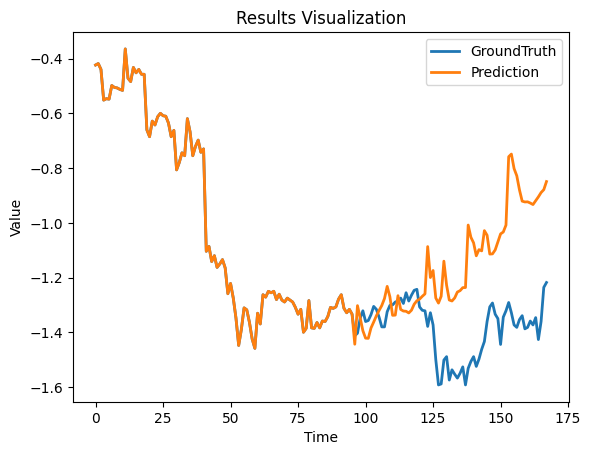 Results Visualization
GroundTruth
Prediction
Value
−0.4
−0.6
−0.8
−1.0
−1.2
−1.4
−1.6
0 25 50 75 100 125 150 175
Time